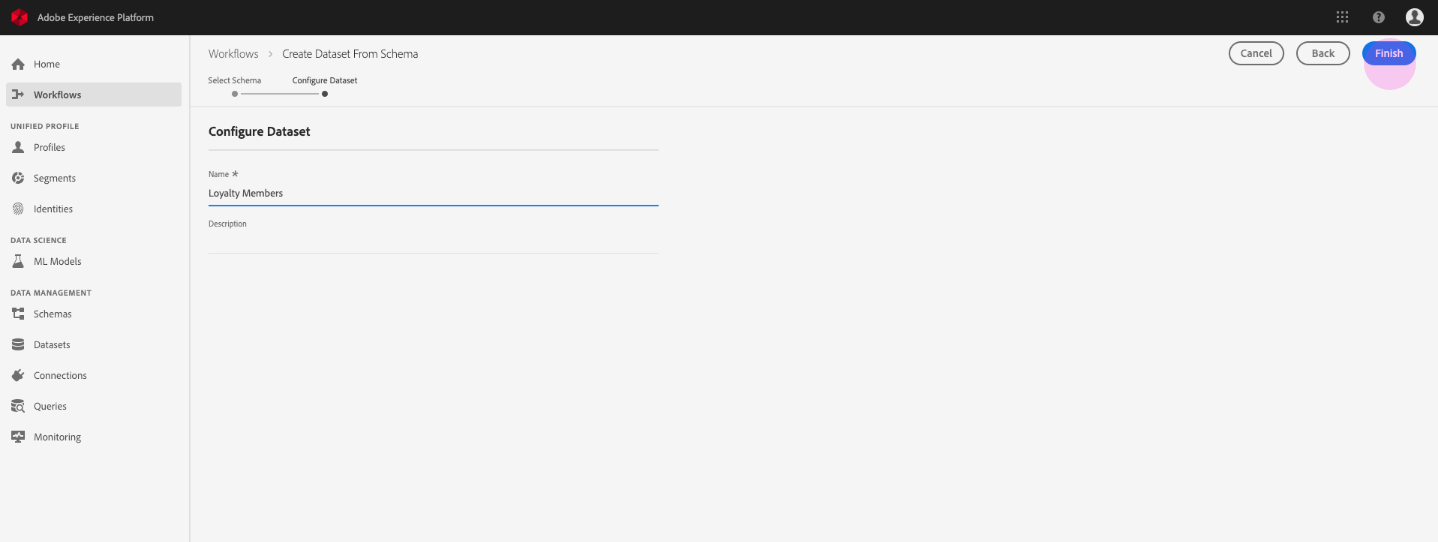 Adobe Experience Platform
Home
Workflows
UNIFIED PROFILE
Profiles
Segments
Identities
DATA SCIENCE
ML Models
DATA MANAGEMENT
Schemas
Datasets
Connections
Queries
Monitoring
Workflows > Create Dataset From Schema
Cancel Back Finish
Select Schema Configure Dataset
Configure Dataset
Name *
Loyalty Members
Description